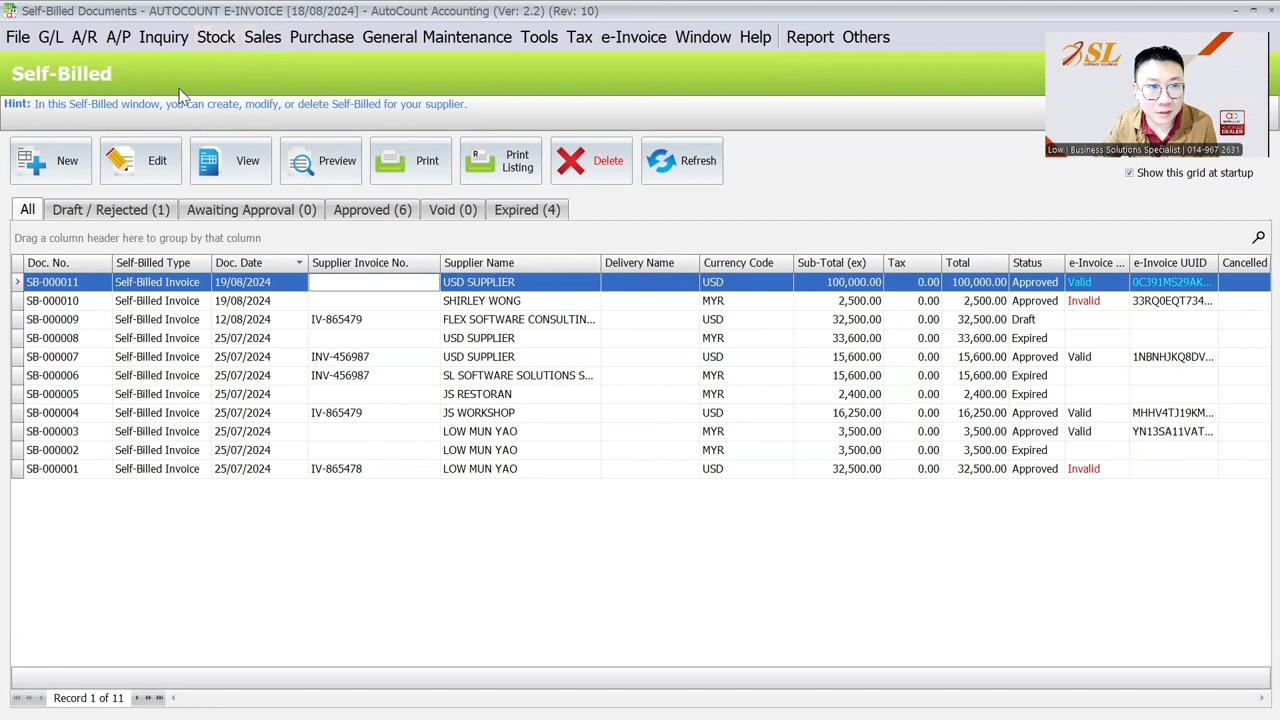 Self-Billed Documents - AUTOCOUNT E-INVOICE [18/08/2024] - AutoCount Accounting (Ver: 2.2) (Rev: 10)
File G/L A/R A/P Inquiry Stock Sales Purchase General Maintenance Tools Tax e-Invoice Window Help Report Others
Self-Billed
Hint: In this Self-Billed window, you can create, modify, or delete Self-Billed for your supplier.
SL
Low | Business Solutions Specialist | 014-967 2631
New Edit View Preview Print Print Listing Delete Refresh
Show this grid at startup
All Draft / Rejected (1) Awaiting Approval (0) Approved (6) Void (0) Expired (4)
Drag a column header here to group by that column
Doc. No. Self-Billed Type Doc. Date Supplier Invoice No. Supplier Name Delivery Name Currency Code Sub-Total (ex) Tax Total Status e-Invoice ... e-Invoice UUID Cancelled
SB-000011 Self-Billed Invoice 19/08/2024 USD SUPPLIER USD 100,000.00 0.00 100,000.00 Approved Valid 0C391MS29AK...
SB-000010 Self-Billed Invoice 19/08/2024 SHIRLEY WONG MYR 2,500.00 0.00 2,500.00 Approved Invalid 33RQ0EQT734...
SB-000009 Self-Billed Invoice 12/08/2024 IV-865479 FLEX SOFTWARE CONSULTIN... USD 32,500.00 0.00 32,500.00 Draft
SB-000008 Self-Billed Invoice 25/07/2024 USD SUPPLIER MYR 33,600.00 0.00 33,600.00 Expired
SB-000007 Self-Billed Invoice 25/07/2024 INV-456987 USD SUPPLIER USD 15,600.00 0.00 15,600.00 Approved Valid 1NBNHJKQ8DV...
SB-000006 Self-Billed Invoice 25/07/2024 INV-456987 SL SOFTWARE SOLUTIONS S... MYR 15,600.00 0.00 15,600.00 Expired
SB-000005 Self-Billed Invoice 25/07/2024 JS RESTORAN MYR 2,400.00 0.00 2,400.00 Expired
SB-000004 Self-Billed Invoice 25/07/2024 IV-865479 JS WORKSHOP USD 16,250.00 0.00 16,250.00 Approved Valid MHHV4TJ19KM...
SB-000003 Self-Billed Invoice 25/07/2024 LOW MUN YAO MYR 3,500.00 0.00 3,500.00 Approved Valid YN13SA11VAT...
SB-000002 Self-Billed Invoice 25/07/2024 LOW MUN YAO MYR 3,500.00 0.00 3,500.00 Expired
SB-000001 Self-Billed Invoice 25/07/2024 IV-865478 LOW MUN YAO USD 32,500.00 0.00 32,500.00 Approved Invalid
Record 1 of 11